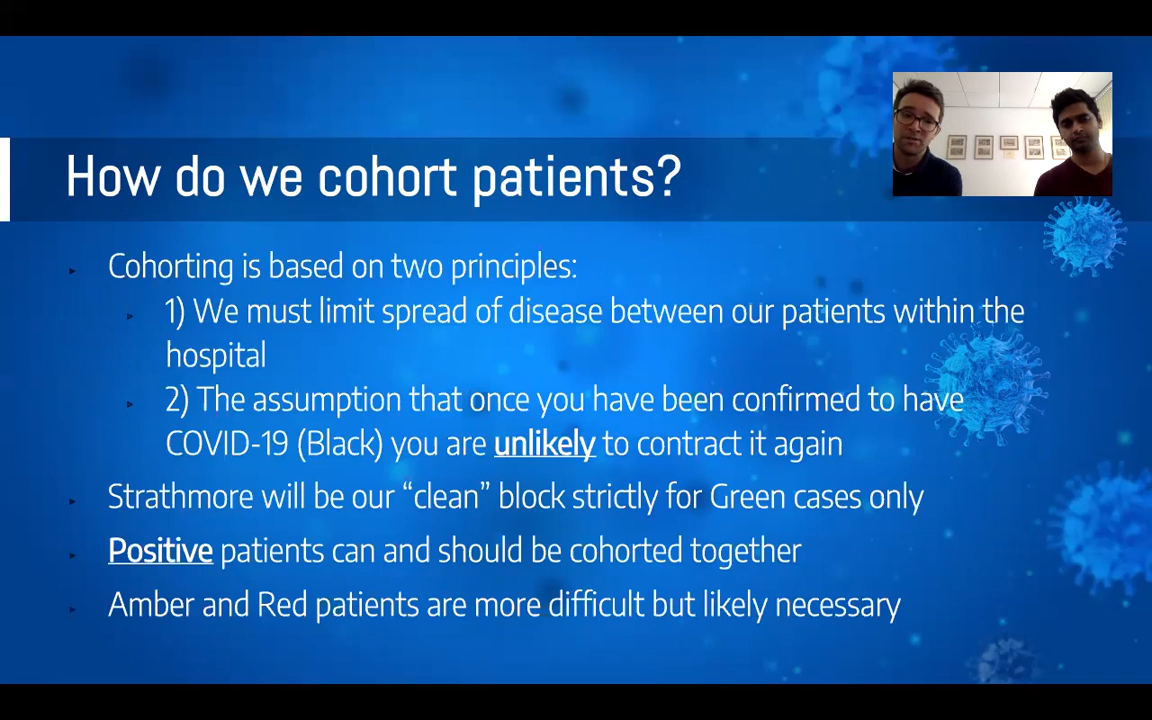 How do we cohort patients?
Cohorting is based on two principles:
1) We must limit spread of disease between our patients within the
hospital
2) The assumption that once you have been confirmed to have
COVID-19 (Black) you are unlikely to contract it again
Strathmore will be our “clean” block strictly for Green cases only
Positive patients can and should be cohorted together
Amber and Red patients are more difficult but likely necessary